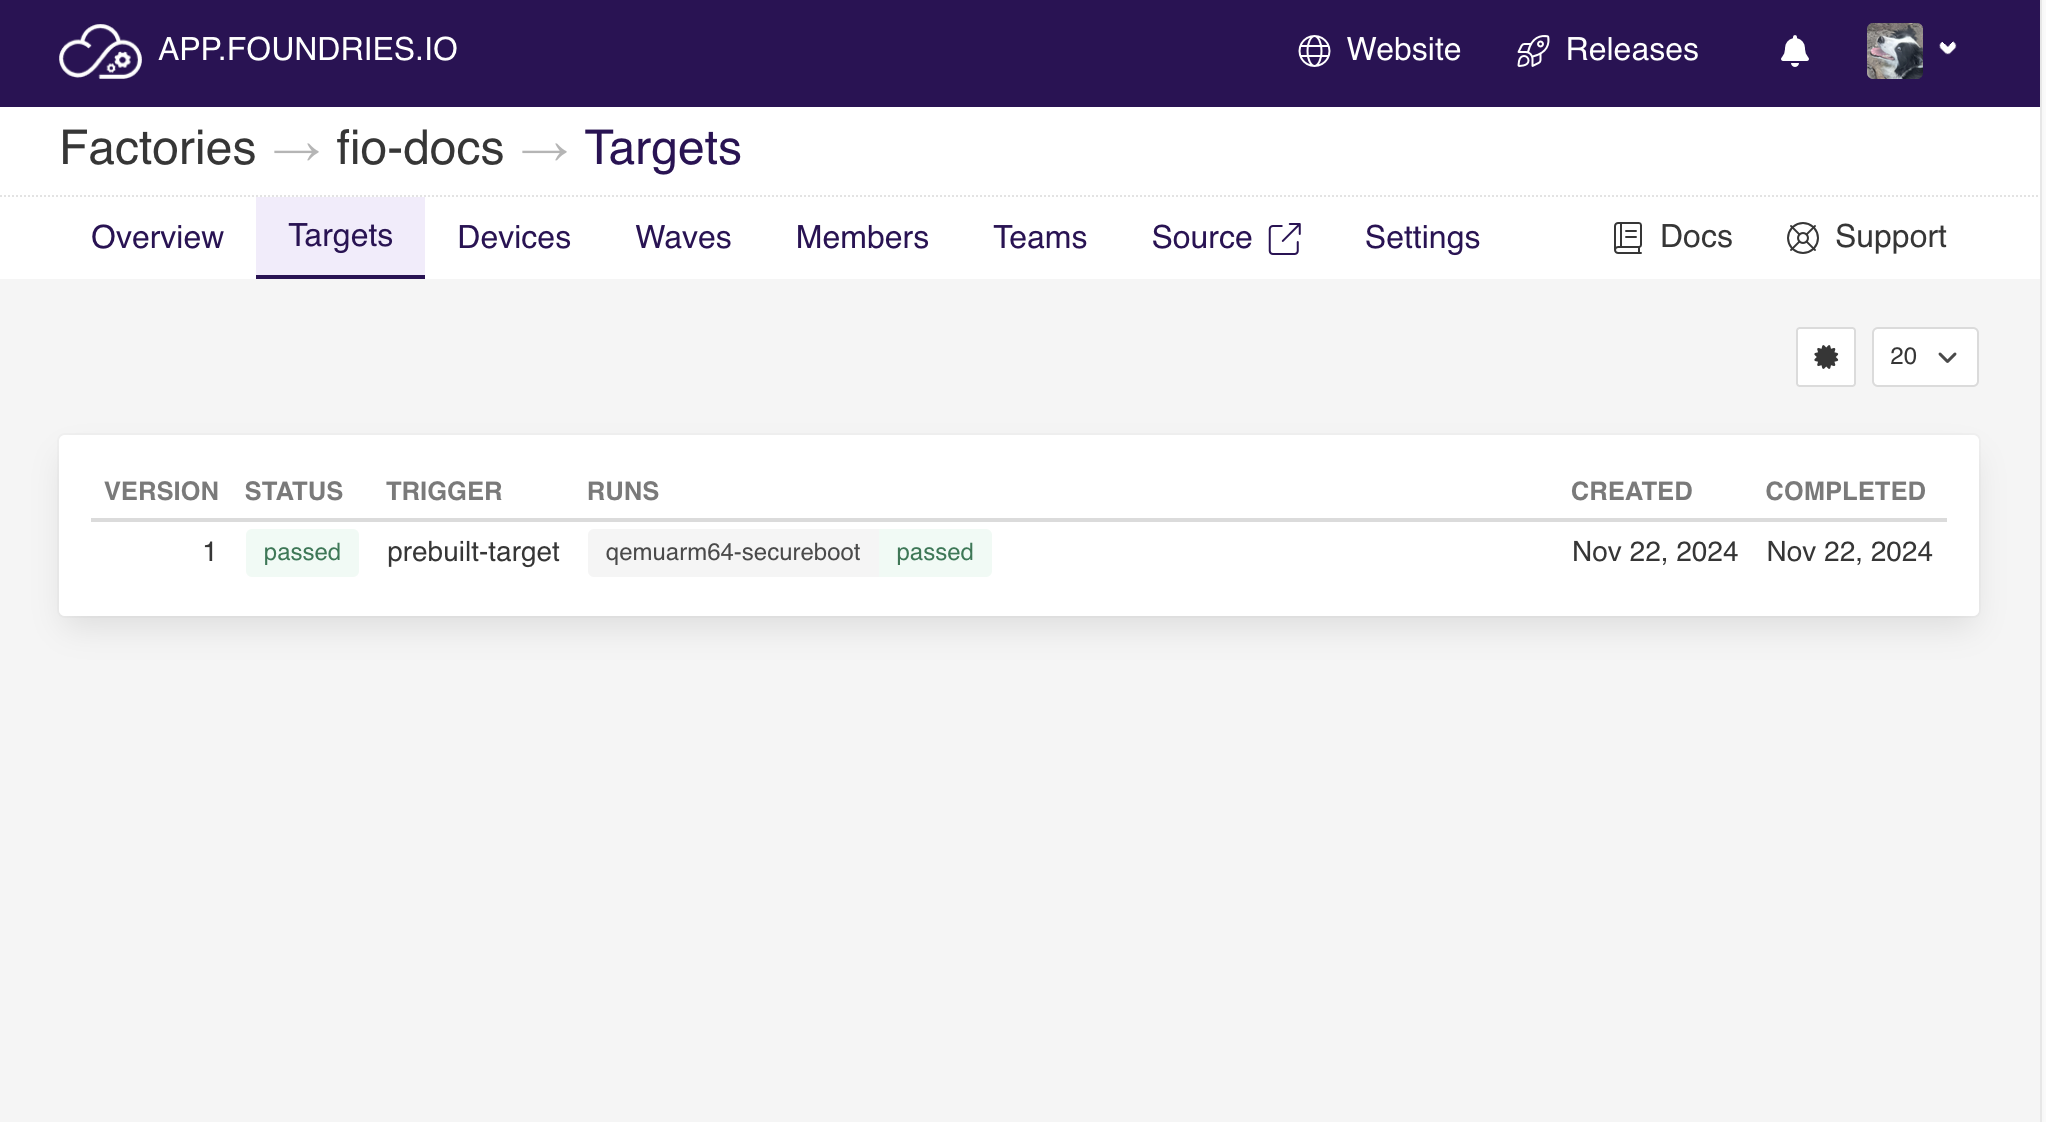 APP.FOUNDRIES.IO Website Releases
Factories → fio-docs → Targets
Overview Targets Devices Waves Members Teams Source Settings Docs Support
20
VERSION STATUS TRIGGER RUNS CREATED COMPLETED
1 passed prebuilt-target qemuarm64-secureboot passed Nov 22, 2024 Nov 22, 2024